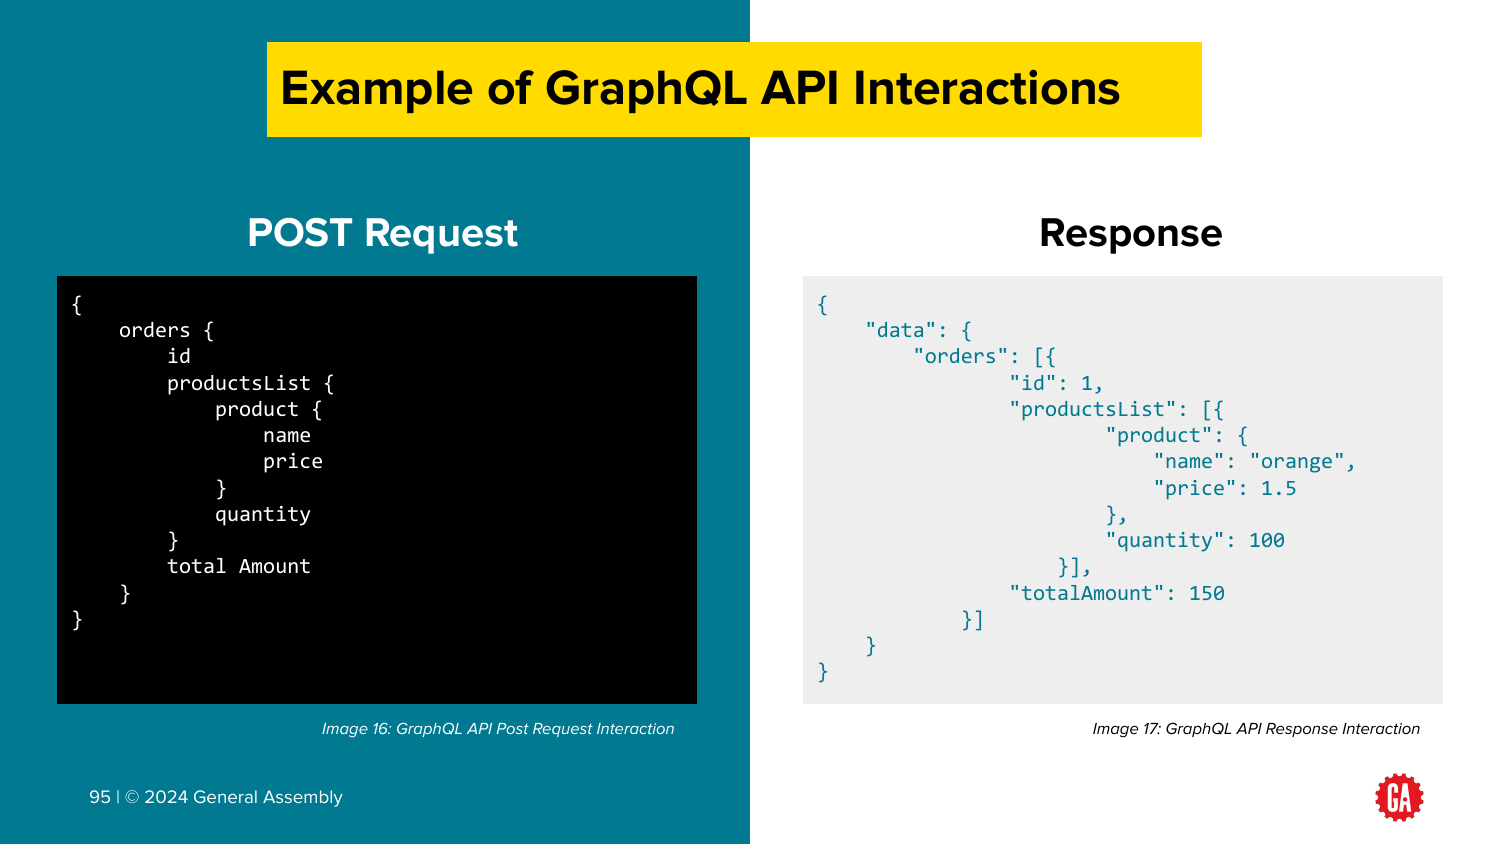 Example of GraphQL API Interactions
POST Request
{
    orders {
        id
        productsList {
            product {
                name
                price
            }
            quantity
        }
        total Amount
    }
}
Image 16: GraphQL API Post Request Interaction
Response
{
    "data": {
        "orders": [{
                "id": 1,
                "productsList": [{
                        "product": {
                            "name": "orange",
                            "price": 1.5
                        },
                        "quantity": 100
                    }],
                "totalAmount": 150
            }]
    }
}
Image 17: GraphQL API Response Interaction
95 | © 2024 General Assembly
GA